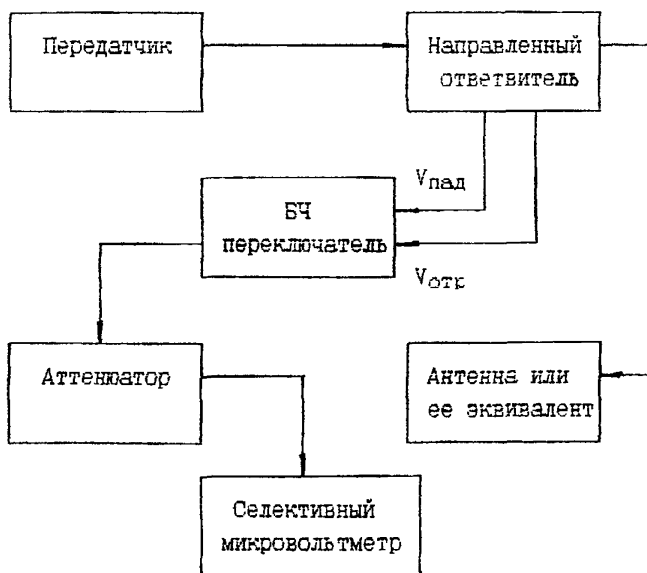 Передатчик
Направленный
ответвитель
Vпад
БЧ
переключатель
Vотр
Аттенюатор
Антенна или
ее эквивалент
Селективный
микровольтметр